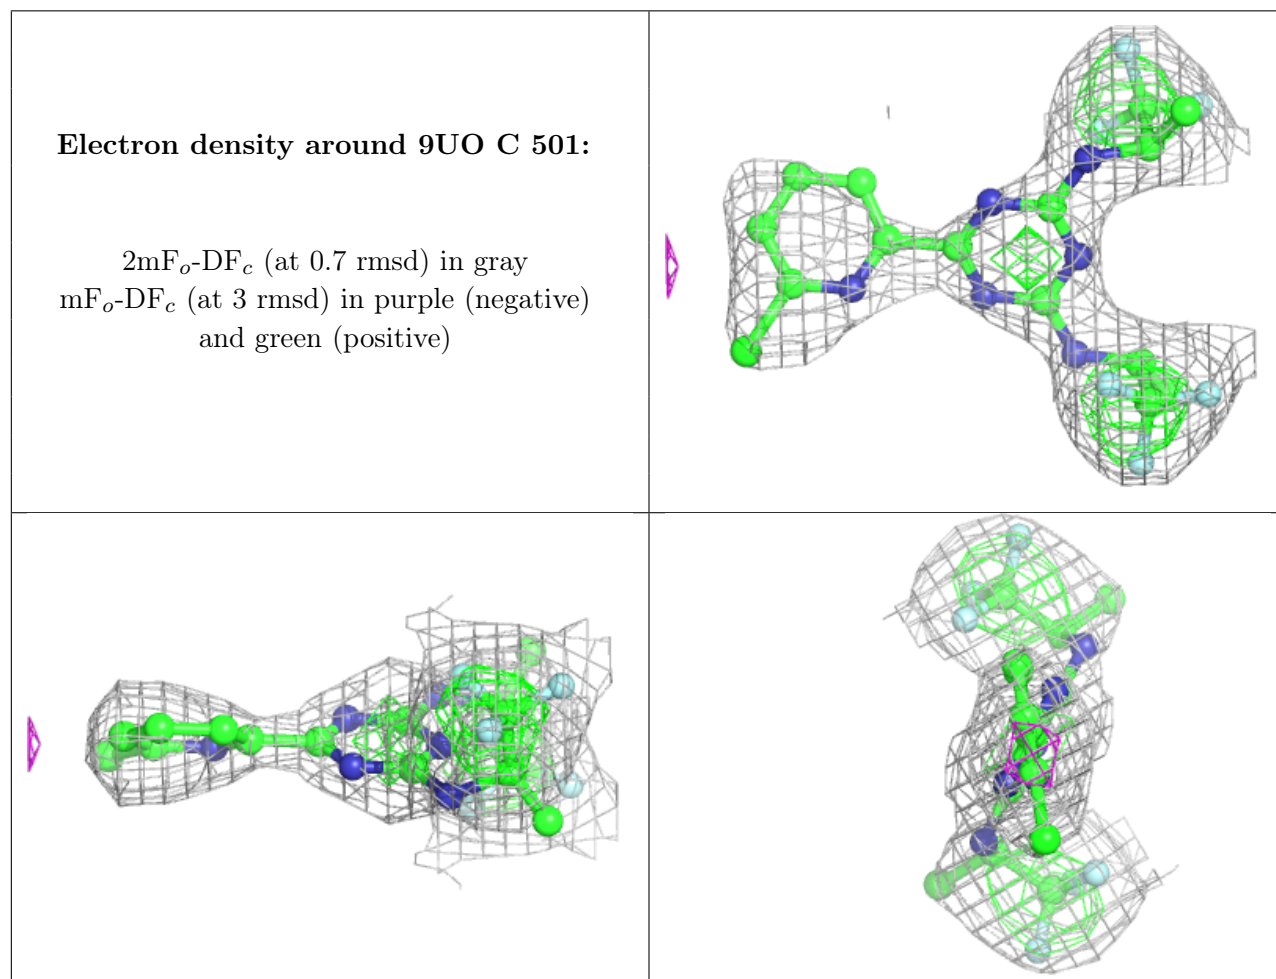 Electron density around 9UO C 501:
2mFo-DFc (at 0.7 rmsd) in gray
mFo-DFc (at 3 rmsd) in purple (negative)
and green (positive)